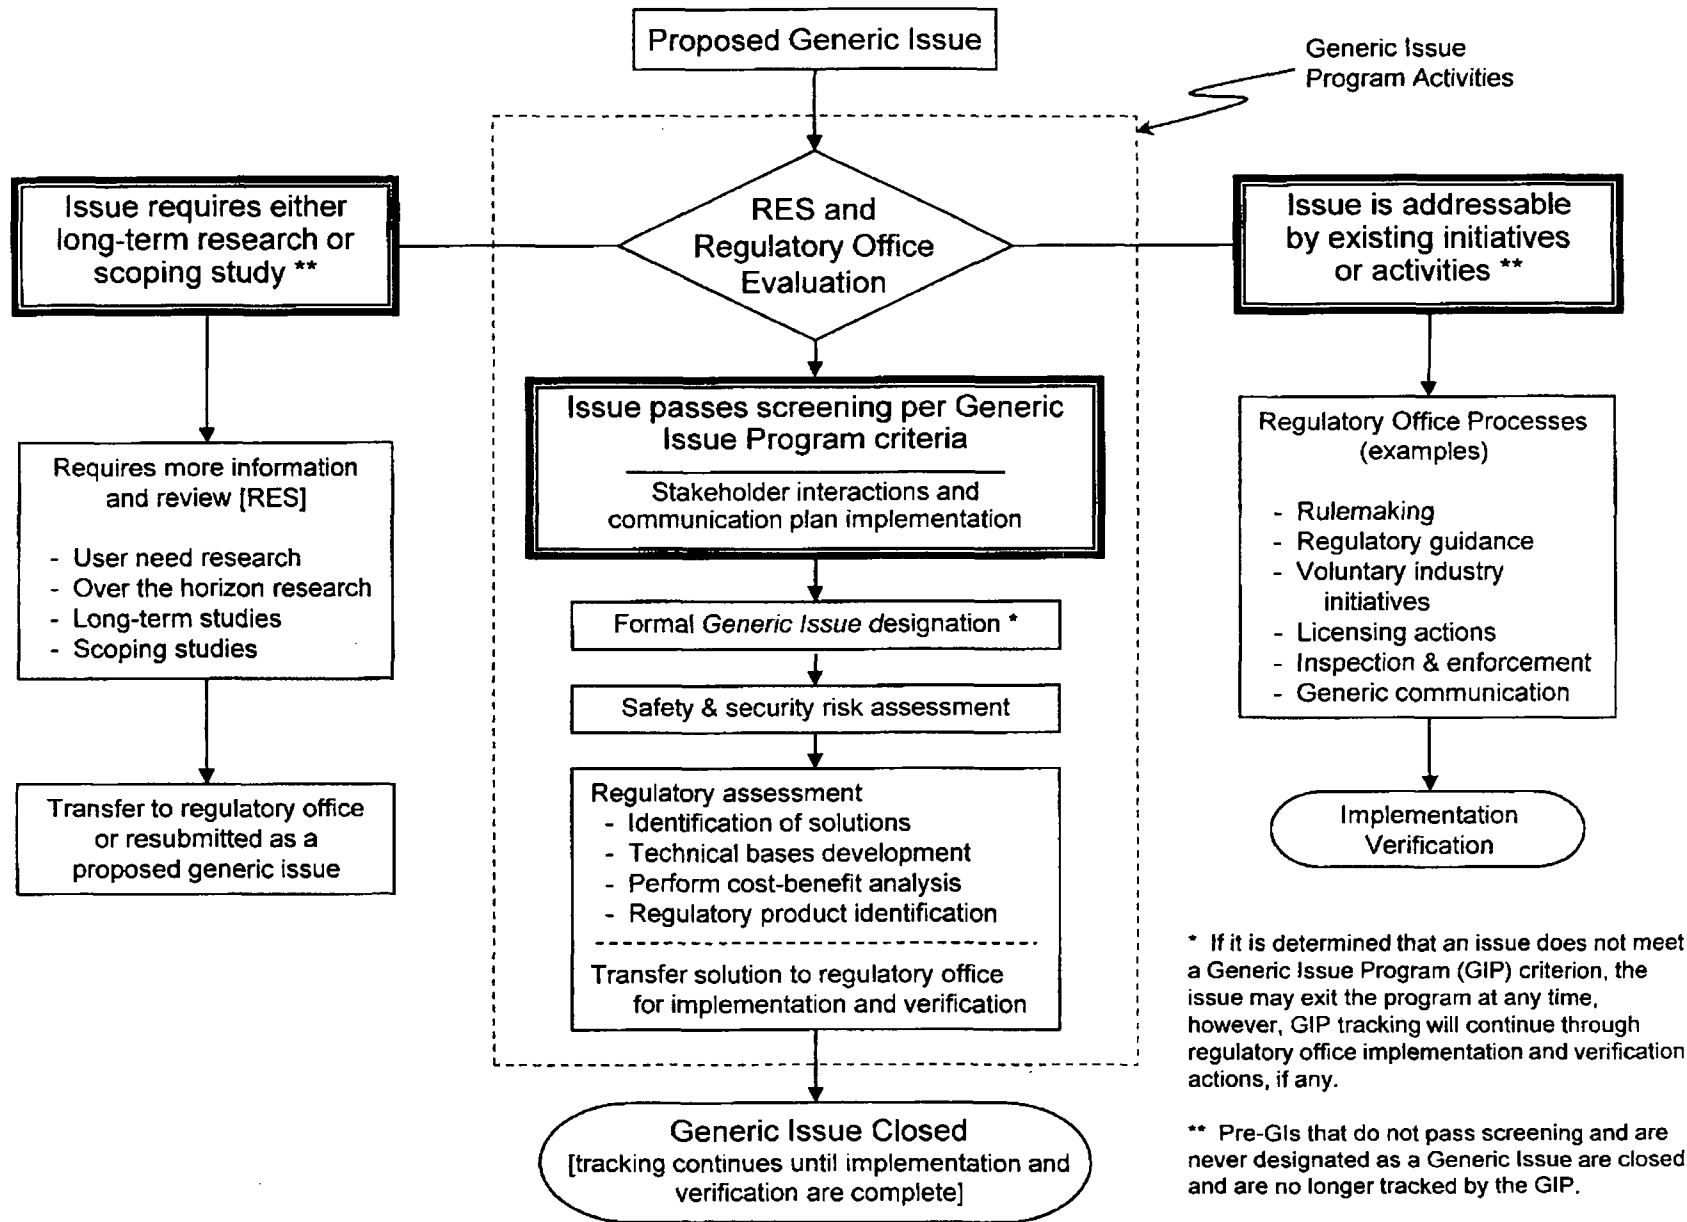 Proposed Generic Issue
Generic Issue
Program Activities
Issue requires either
long-term research or
scoping study **
RES and
Regulatory Office
Evaluation
Issue is addressable
by existing initiatives
or activities **
Issue passes screening per Generic
Issue Program criteria
Stakeholder interactions and
communication plan implementation
Requires more information
and review [RES]
- User need research
- Over the horizon research
- Long-term studies
- Scoping studies
Transfer to regulatory office
or resubmitted as a
proposed generic issue
Formal Generic Issue designation *
Safety & security risk assessment
Regulatory assessment
- Identification of solutions
- Technical bases development
- Perform cost-benefit analysis
- Regulatory product identification
Transfer solution to regulatory office
for implementation and verification
Generic Issue Closed
[tracking continues until implementation and
verification are complete]
Regulatory Office Processes
(examples)
- Rulemaking
- Regulatory guidance
- Voluntary industry
initiatives
- Licensing actions
- Inspection & enforcement
- Generic communication
Implementation
Verification
* If it is determined that an issue does not meet
a Generic Issue Program (GIP) criterion, the
issue may exit the program at any time,
however, GIP tracking will continue through
regulatory office implementation and verification
actions, if any.
** Pre-GIs that do not pass screening and are
never designated as a Generic Issue are closed
and are no longer tracked by the GIP.